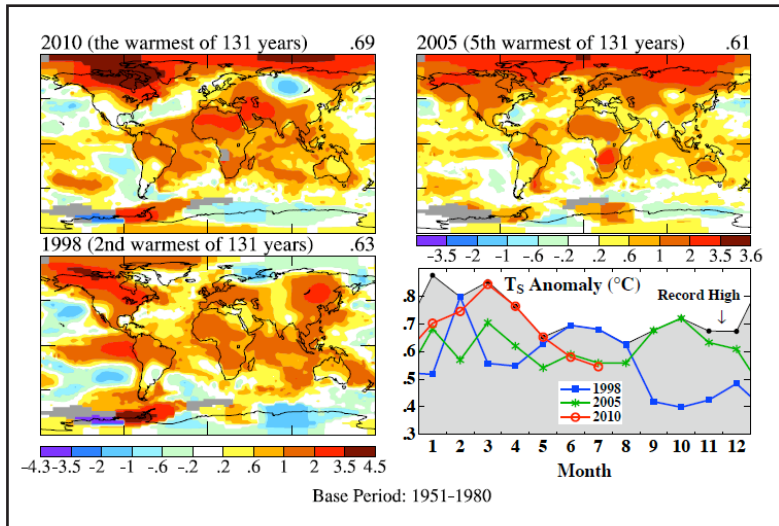 2010 (the warmest of 131 years) .69
2005 (5th warmest of 131 years) .61
1998 (2nd warmest of 131 years) .63
-3.5 -2 -1 -.6 -.2 .2 .6 1 2 3.5 3.6
Ts Anomaly (°C)
Record High
.8
.7
.6
.5
.4
.3
1998
2005
2010
1 2 3 4 5 6 7 8 9 10 11 12
Month
-4.3 -3.5 -2 -1 -.6 -.2 .2 .6 1 2 3.5 4.5
Base Period: 1951-1980